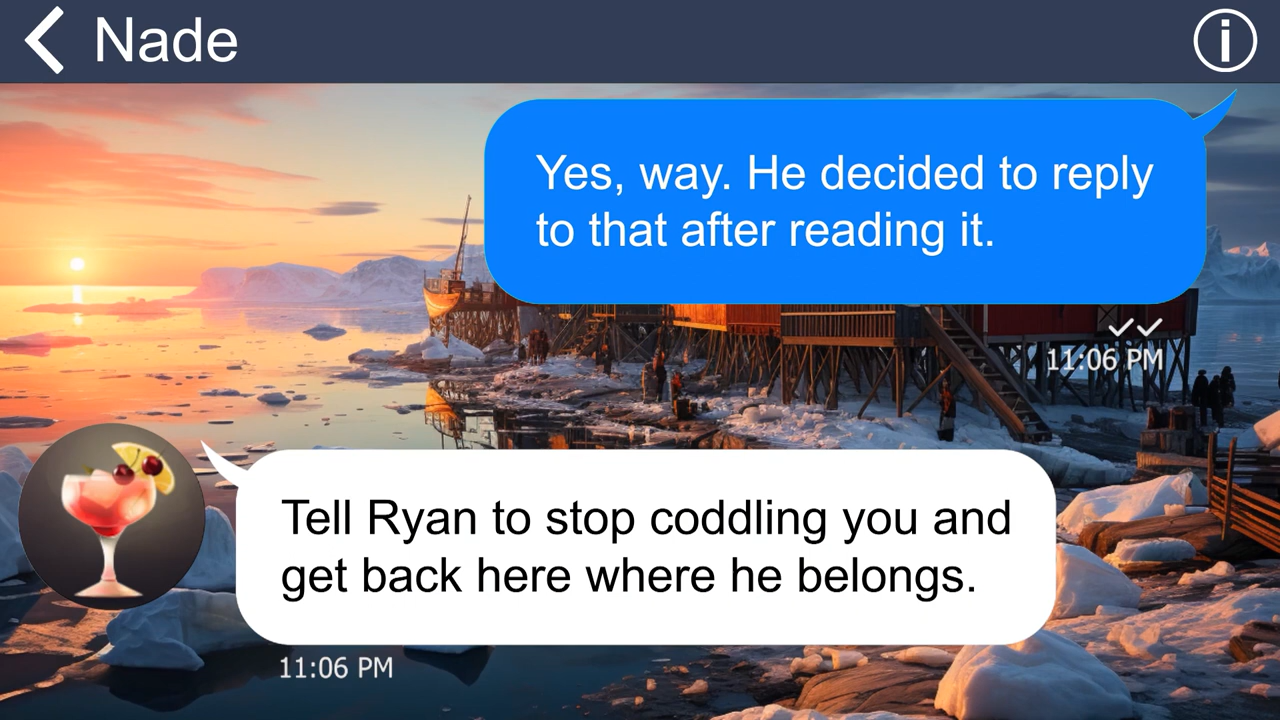 Nade
Yes, way. He decided to reply
to that after reading it.
11:06 PM
Tell Ryan to stop coddling you and
get back here where he belongs.
11:06 PM